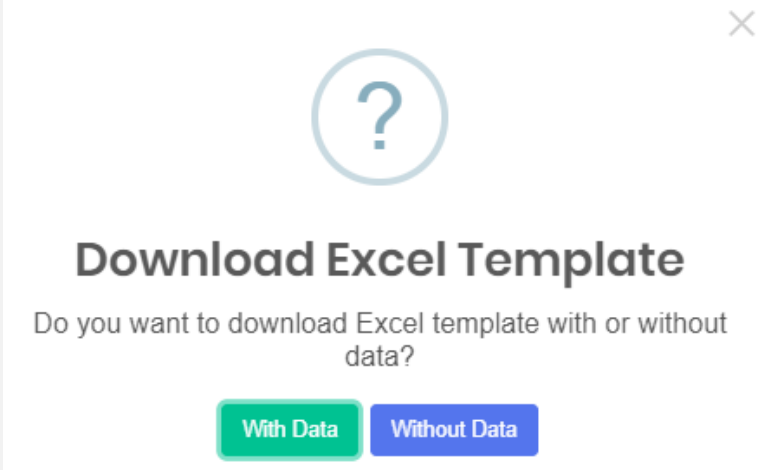 ?
Download Excel Template
Do you want to download Excel template with or without
data?
With Data
Without Data